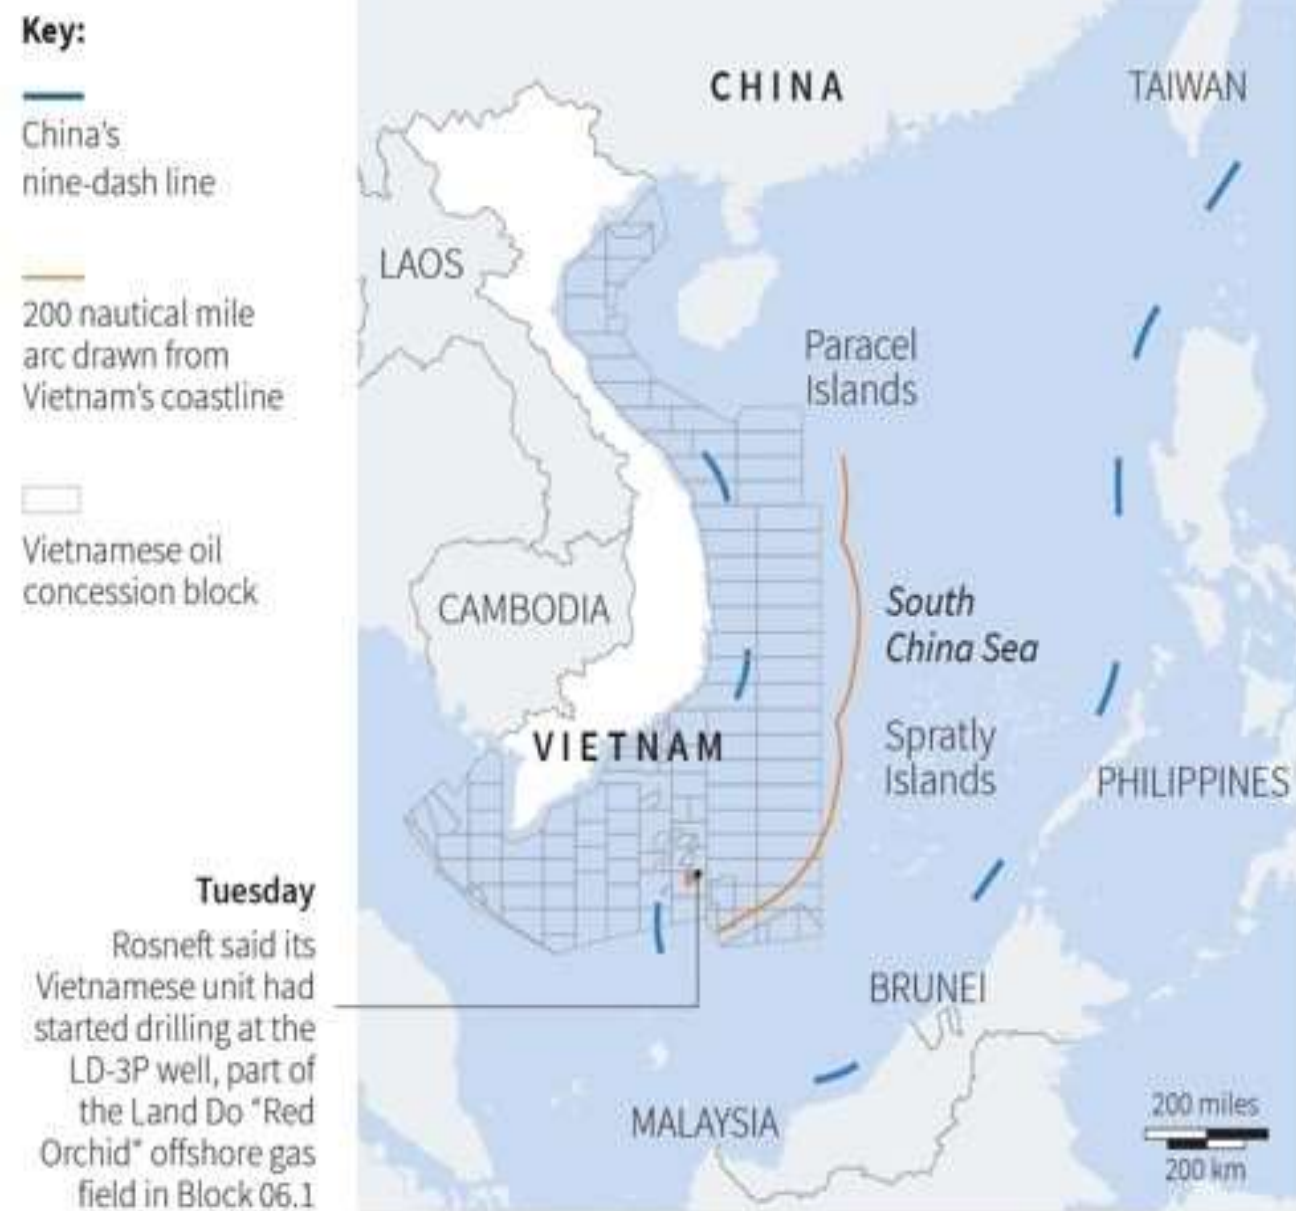 Key:
China's
nine-dash line
200 nautical mile
arc drawn from
Vietnam's coastline
Vietnamese oil
concession block
Tuesday
Rosneft said its
Vietnamese unit had
started drilling at the
LD-3P well, part of
the Land Do "Red
Orchid" offshore gas
field in Block 06.1
CHINA
TAIWAN
LAOS
Paracel
Islands
CAMBODIA
South
China Sea
VIETNAM
Spratly
Islands
PHILIPPINES
BRUNEI
MALAYSIA
200 miles
200 km